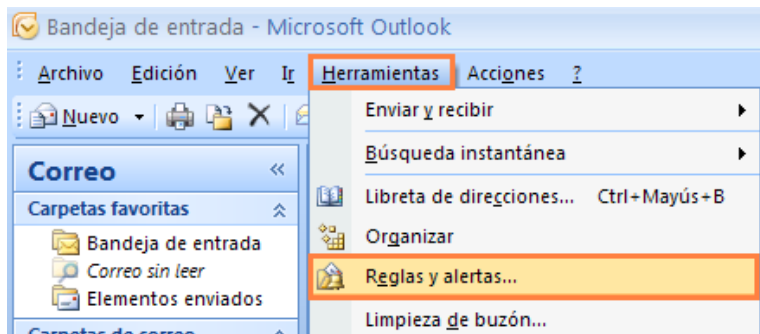 Bandeja de entrada - Microsoft Outlook
Archivo Edición Ver Ir Herramientas Acciones ?
Nuevo
Enviar y recibir
Búsqueda instantánea
Correo
Libreta de direcciones... Ctrl+Mayús+B
Carpetas favoritas
Organizar
Bandeja de entrada
Correo sin leer
Reglas y alertas...
Elementos enviados
Limpieza de buzón...
Carpetas de correo